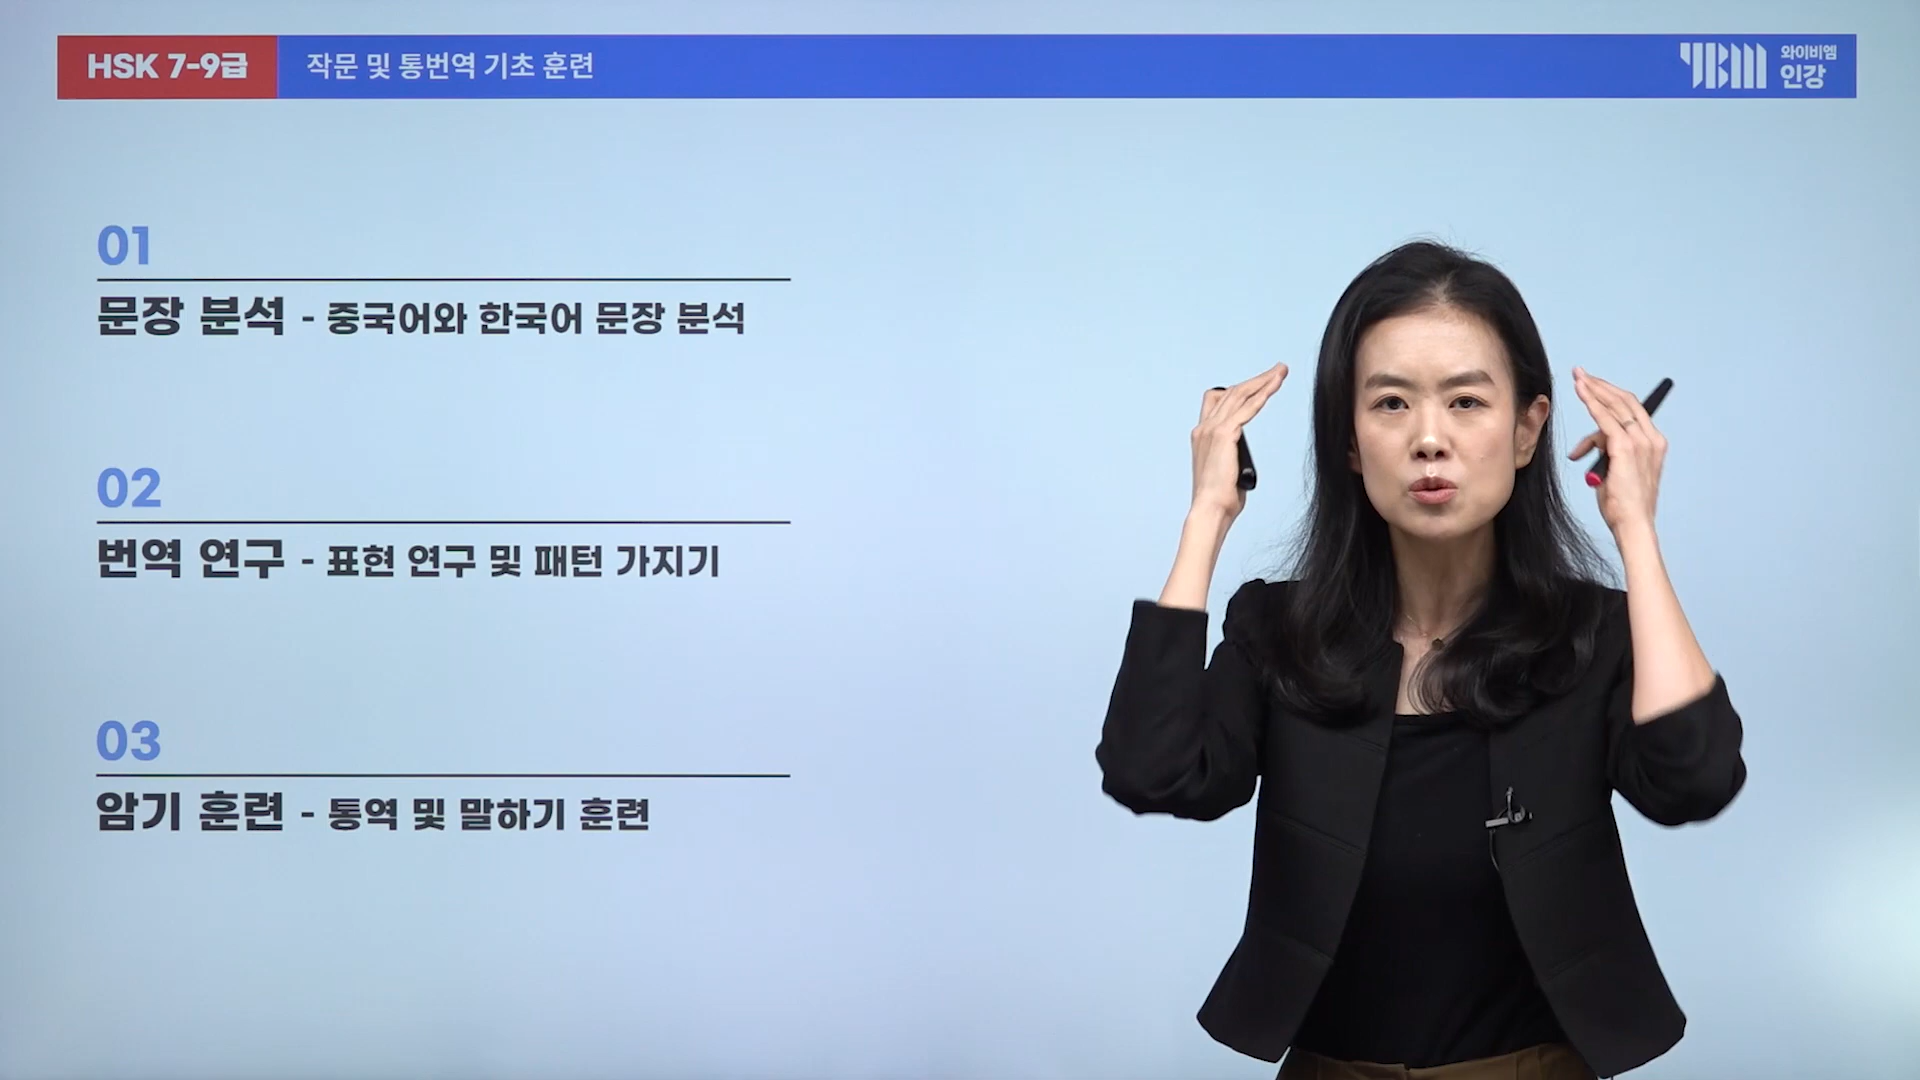 HSK 7-9급
작문 및 통번역 기초 훈련
YBM 와이비엠
인강
01
문장 분석 - 중국어와 한국어 문장 분석
02
번역 연구 - 표현 연구 및 패턴 가지기
03
암기 훈련 - 통역 및 말하기 훈련